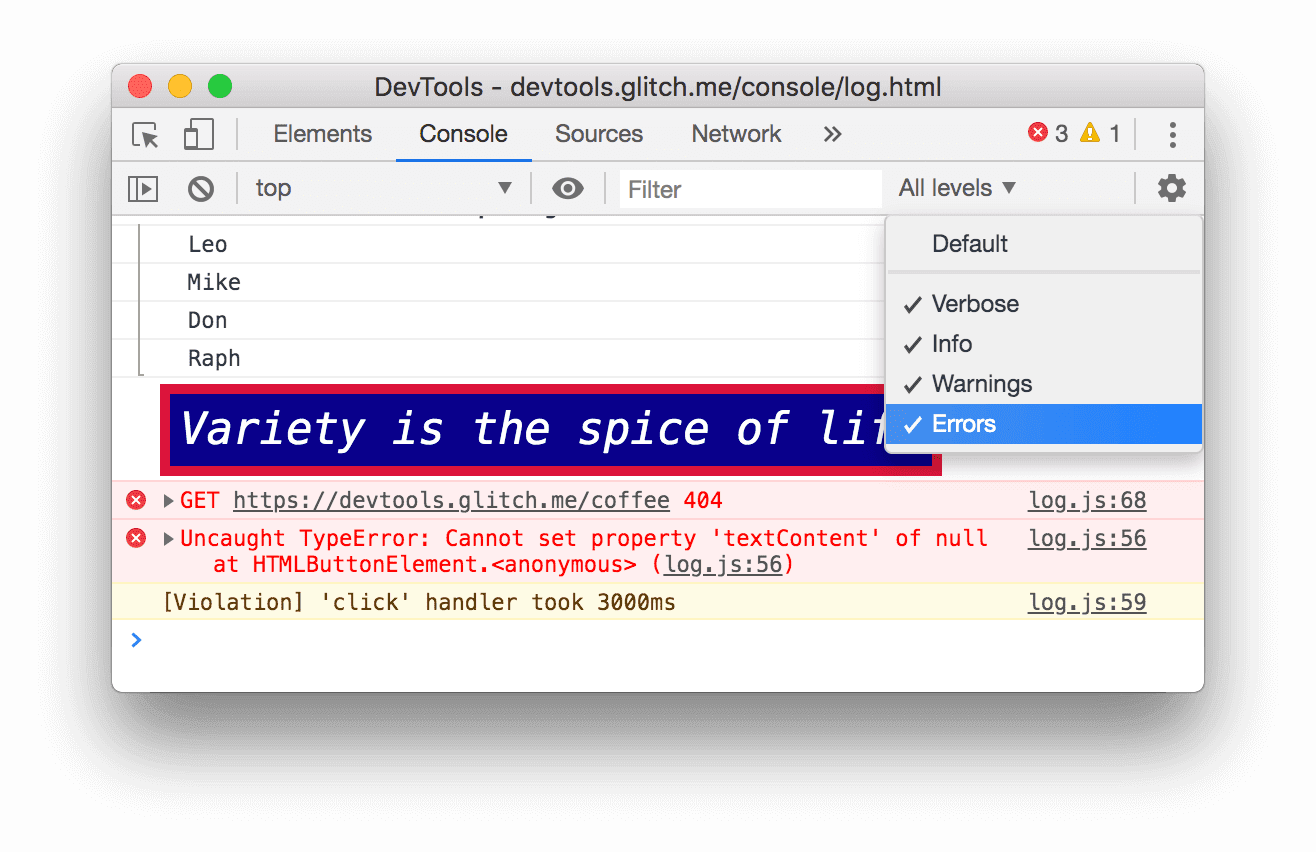 DevTools - devtools.glitch.me/console/log.html
Elements Console Sources Network » 3 1
top Filter All levels
Default
Verbose
Info
Warnings
Errors
Leo
Mike
Don
Raph
Variety is the spice of lif
GET https://devtools.glitch.me/coffee 404 log.js:68
Uncaught TypeError: Cannot set property 'textContent' of null log.js:56
at HTMLButtonElement.<anonymous> (log.js:56)
[Violation] 'click' handler took 3000ms log.js:59
>